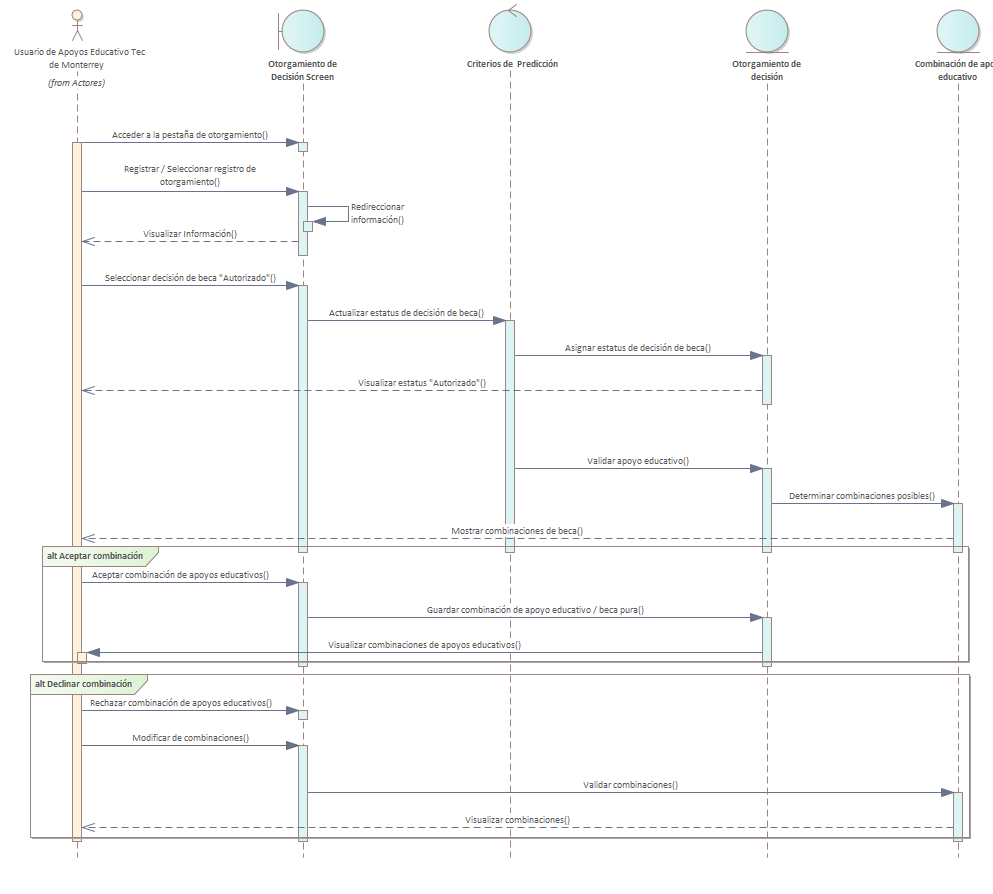 Usuario de Apoyos Educativo Tec
de Monterrey
(from Actores)
Otorgamiento de
Decisión Screen
Criterios de Predicción
Otorgamiento de
decisión
Combinación de apo
educativo
Acceder a la pestaña de otorgamiento()
Registrar / Seleccionar registro de
otorgamiento()
Redireccionar
información()
Visualizar Información()
Seleccionar decisión de beca "Autorizado"()
Actualizar estatus de decisión de beca()
Asignar estatus de decisión de beca()
Visualizar estatus "Autorizado"()
Validar apoyo educativo()
Determinar combinaciones posibles()
Mostrar combinaciones de beca()
alt Aceptar combinación
Aceptar combinación de apoyos educativos()
Guardar combinación de apoyo educativo / beca pura()
Visualizar combinaciones de apoyos educativos()
alt Declinar combinación
Rechazar combinación de apoyos educativos()
Modificar de combinaciones()
Validar combinaciones()
Visualizar combinaciones()